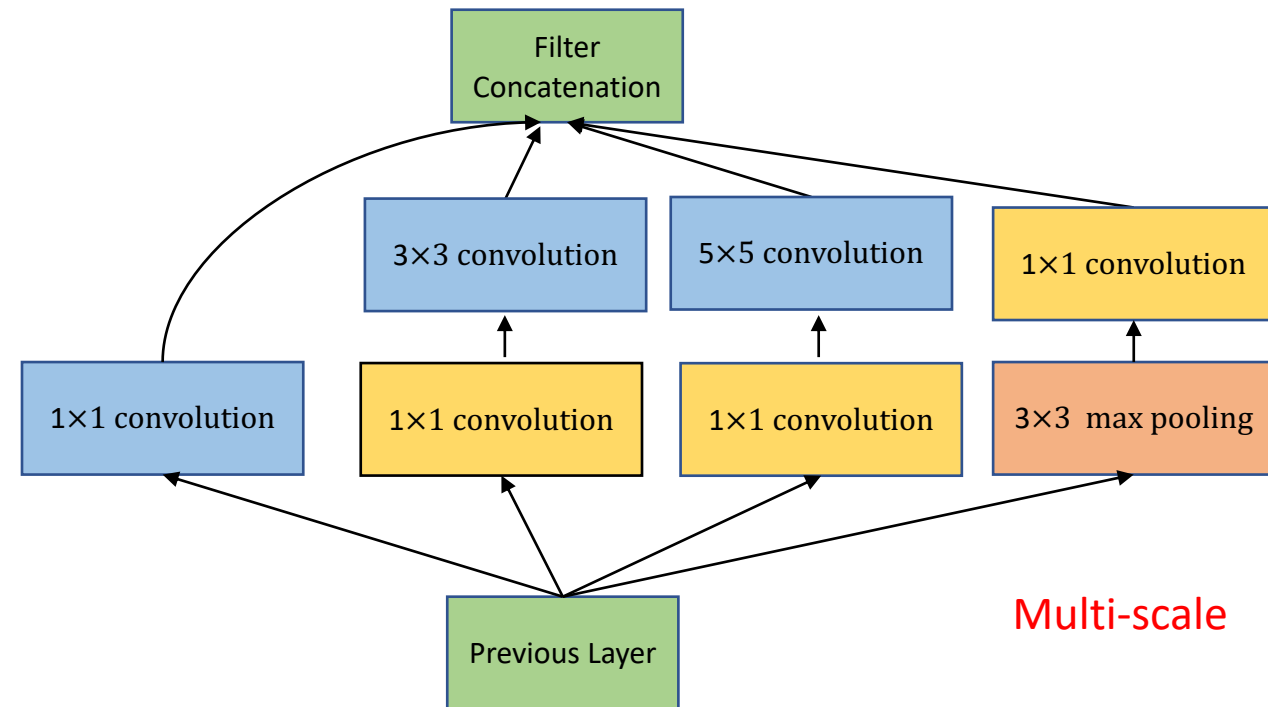 Filter
Concatenation
3×3 convolution
5×5 convolution
1×1 convolution
1×1 convolution
1×1 convolution
1×1 convolution
3×3 max pooling
Previous Layer
Multi-scale